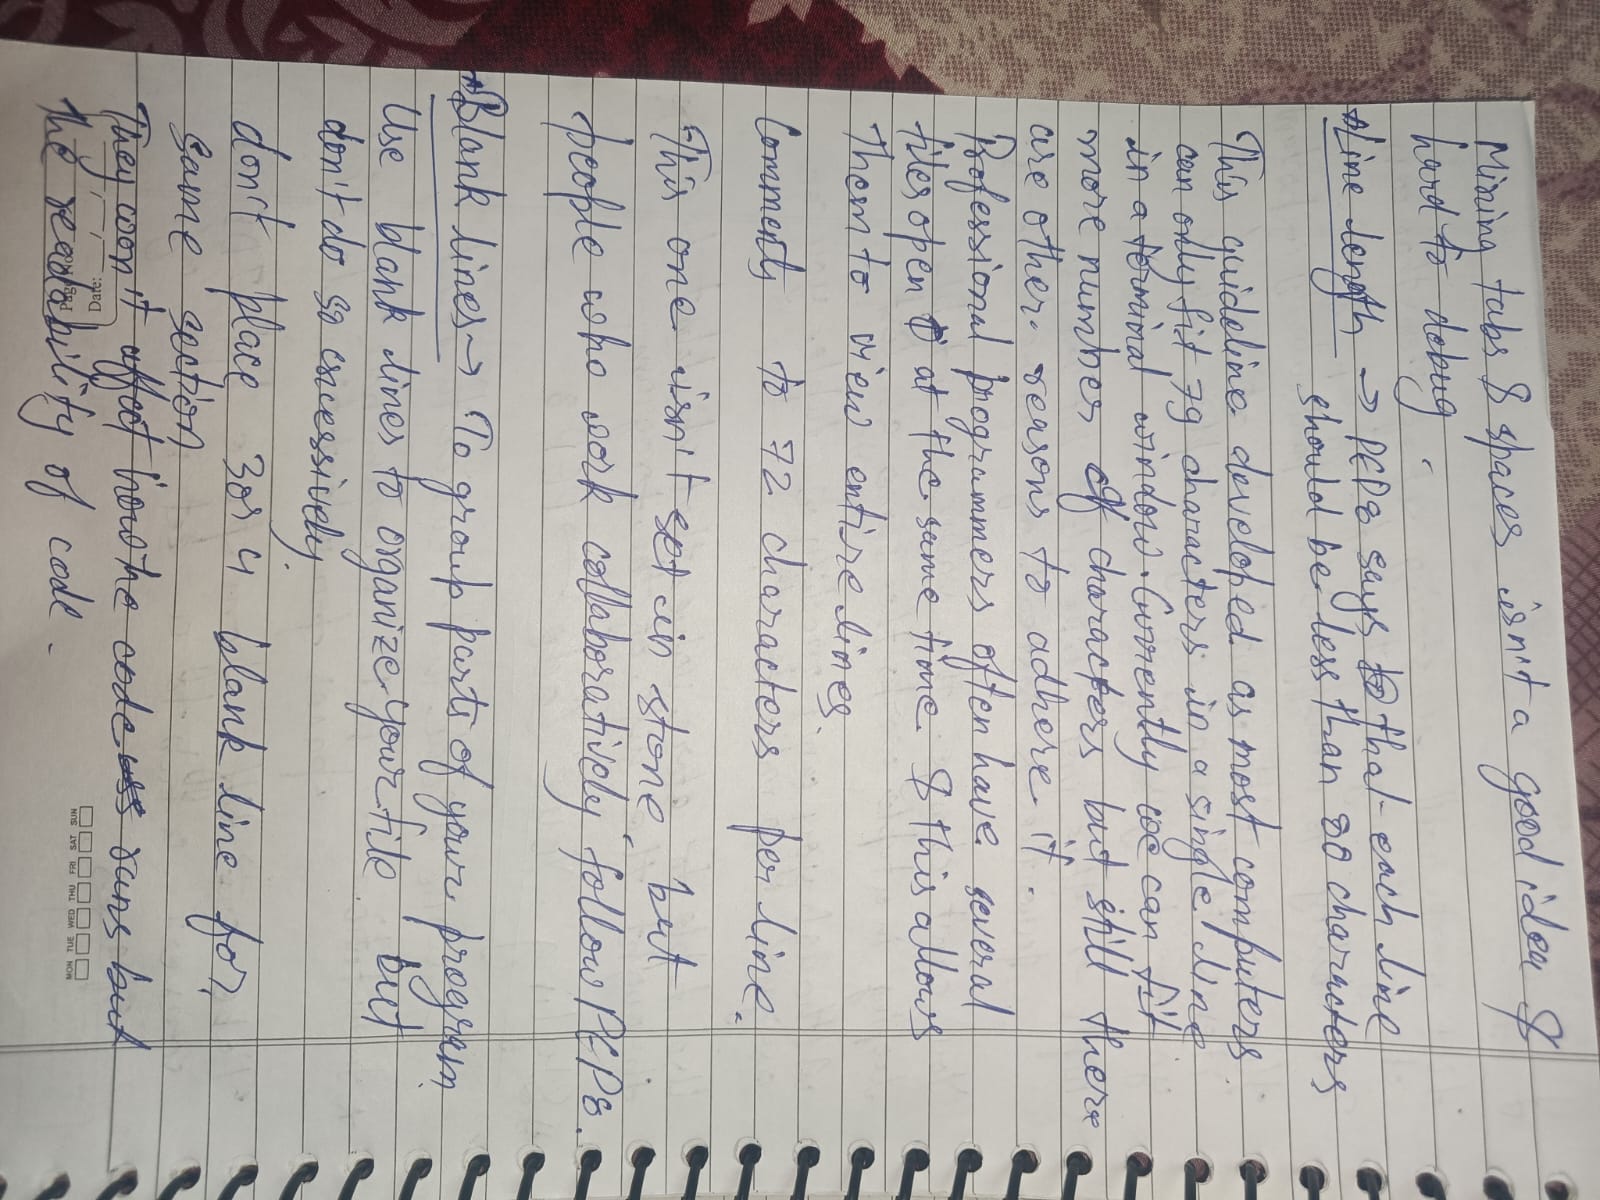 Mixing tabs & spaces isn't a good idea &
hard to debug.
*Line length → PEP8 says that each line
should be less than 80 characters
This guideline developed as most computers
can only fit 79 characters in a single line
in a terminal window. Currently we can fit
more number of characters but still there
are other reasons to adhere it.
Professional programmers often have several
files open at the same time & this allows
them to view entire lines.
Comments to 72 characters per line.
"This one isn't set in stone but
people who work collaboratively follow PEP8.
*Blank lines → To group parts of your program
Use blank lines to organize your file but
don't do so excessively.
don't place 3 or 4 blank line for
same section
They won't affect how the code runs but
the readability of code.
Page No.
Date:
MON TUE WED THU FRI SAT SUN